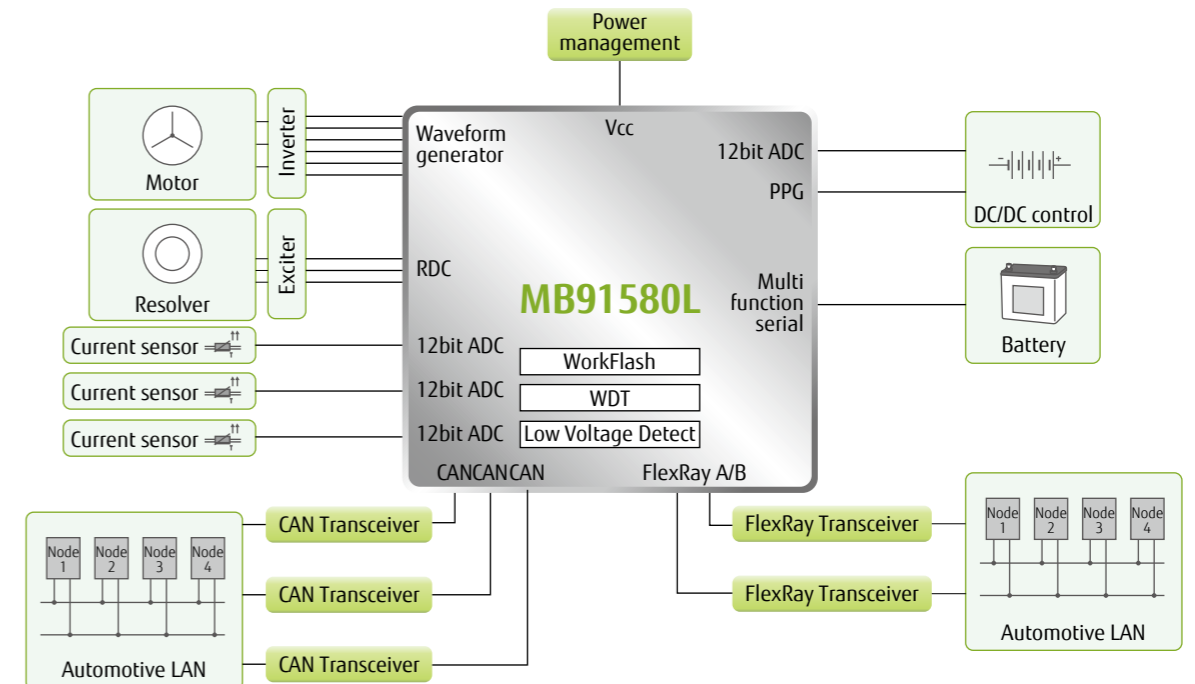 Power
management
Motor
Inverter
Waveform
generator
Vcc
12bit ADC
PPG
DC/DC control
Resolver
Exciter
RDC
MB91580L
Multi
function
serial
Battery
Current sensor
12bit ADC
WorkFlash
Current sensor
12bit ADC
WDT
Current sensor
12bit ADC
Low Voltage Detect
CANCANCAN
FlexRay A/B
CAN Transceiver
CAN Transceiver
CAN Transceiver
Node
1
Node
2
Node
3
Node
4
Automotive LAN
FlexRay Transceiver
FlexRay Transceiver
Node
1
Node
2
Node
3
Node
4
Automotive LAN